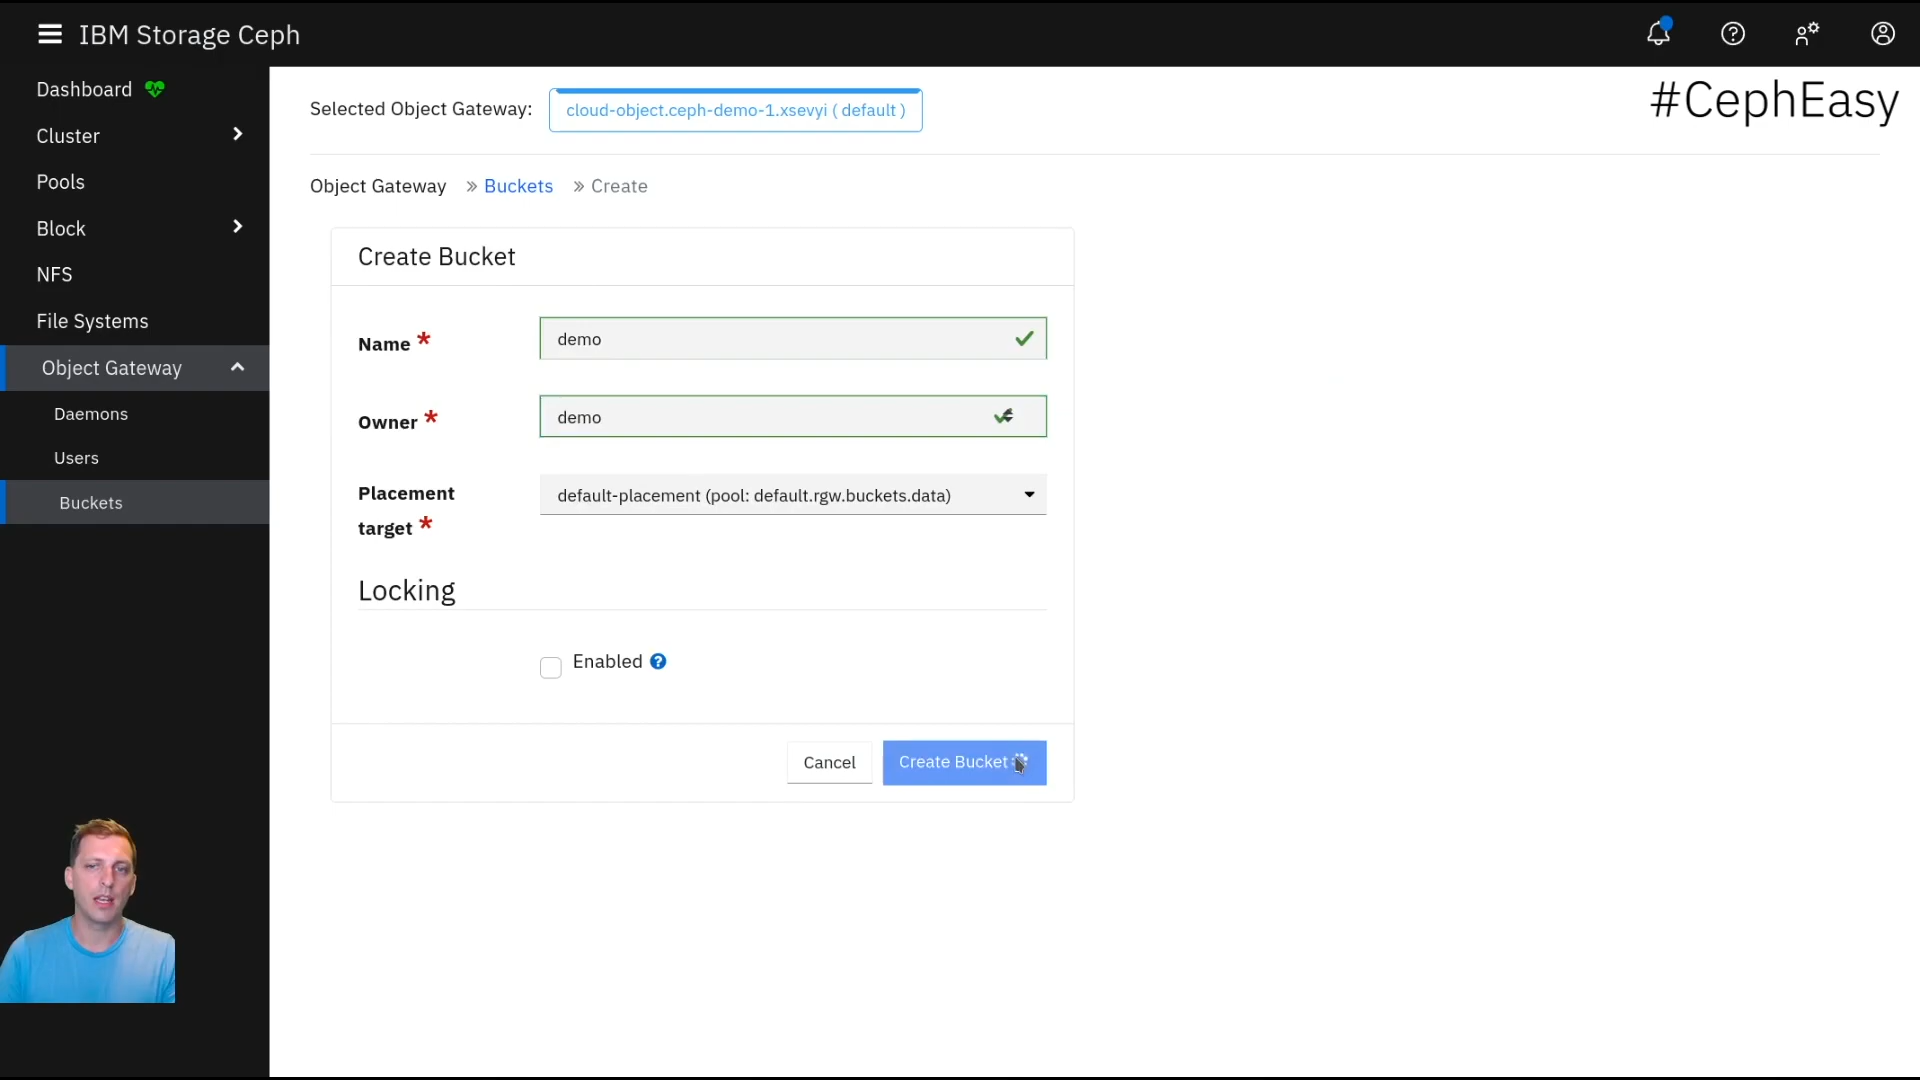 IBM Storage Ceph
#CephEasy
Dashboard
Cluster
Pools
Block
NFS
File Systems
Object Gateway
Daemons
Users
Buckets
Selected Object Gateway: cloud-object.ceph-demo-1.xsevyi ( default )
Object Gateway » Buckets » Create
Create Bucket
Name * demo
Owner * demo
Placement
target * default-placement (pool: default.rgw.buckets.data)
Locking
Enabled
Cancel Create Bucket